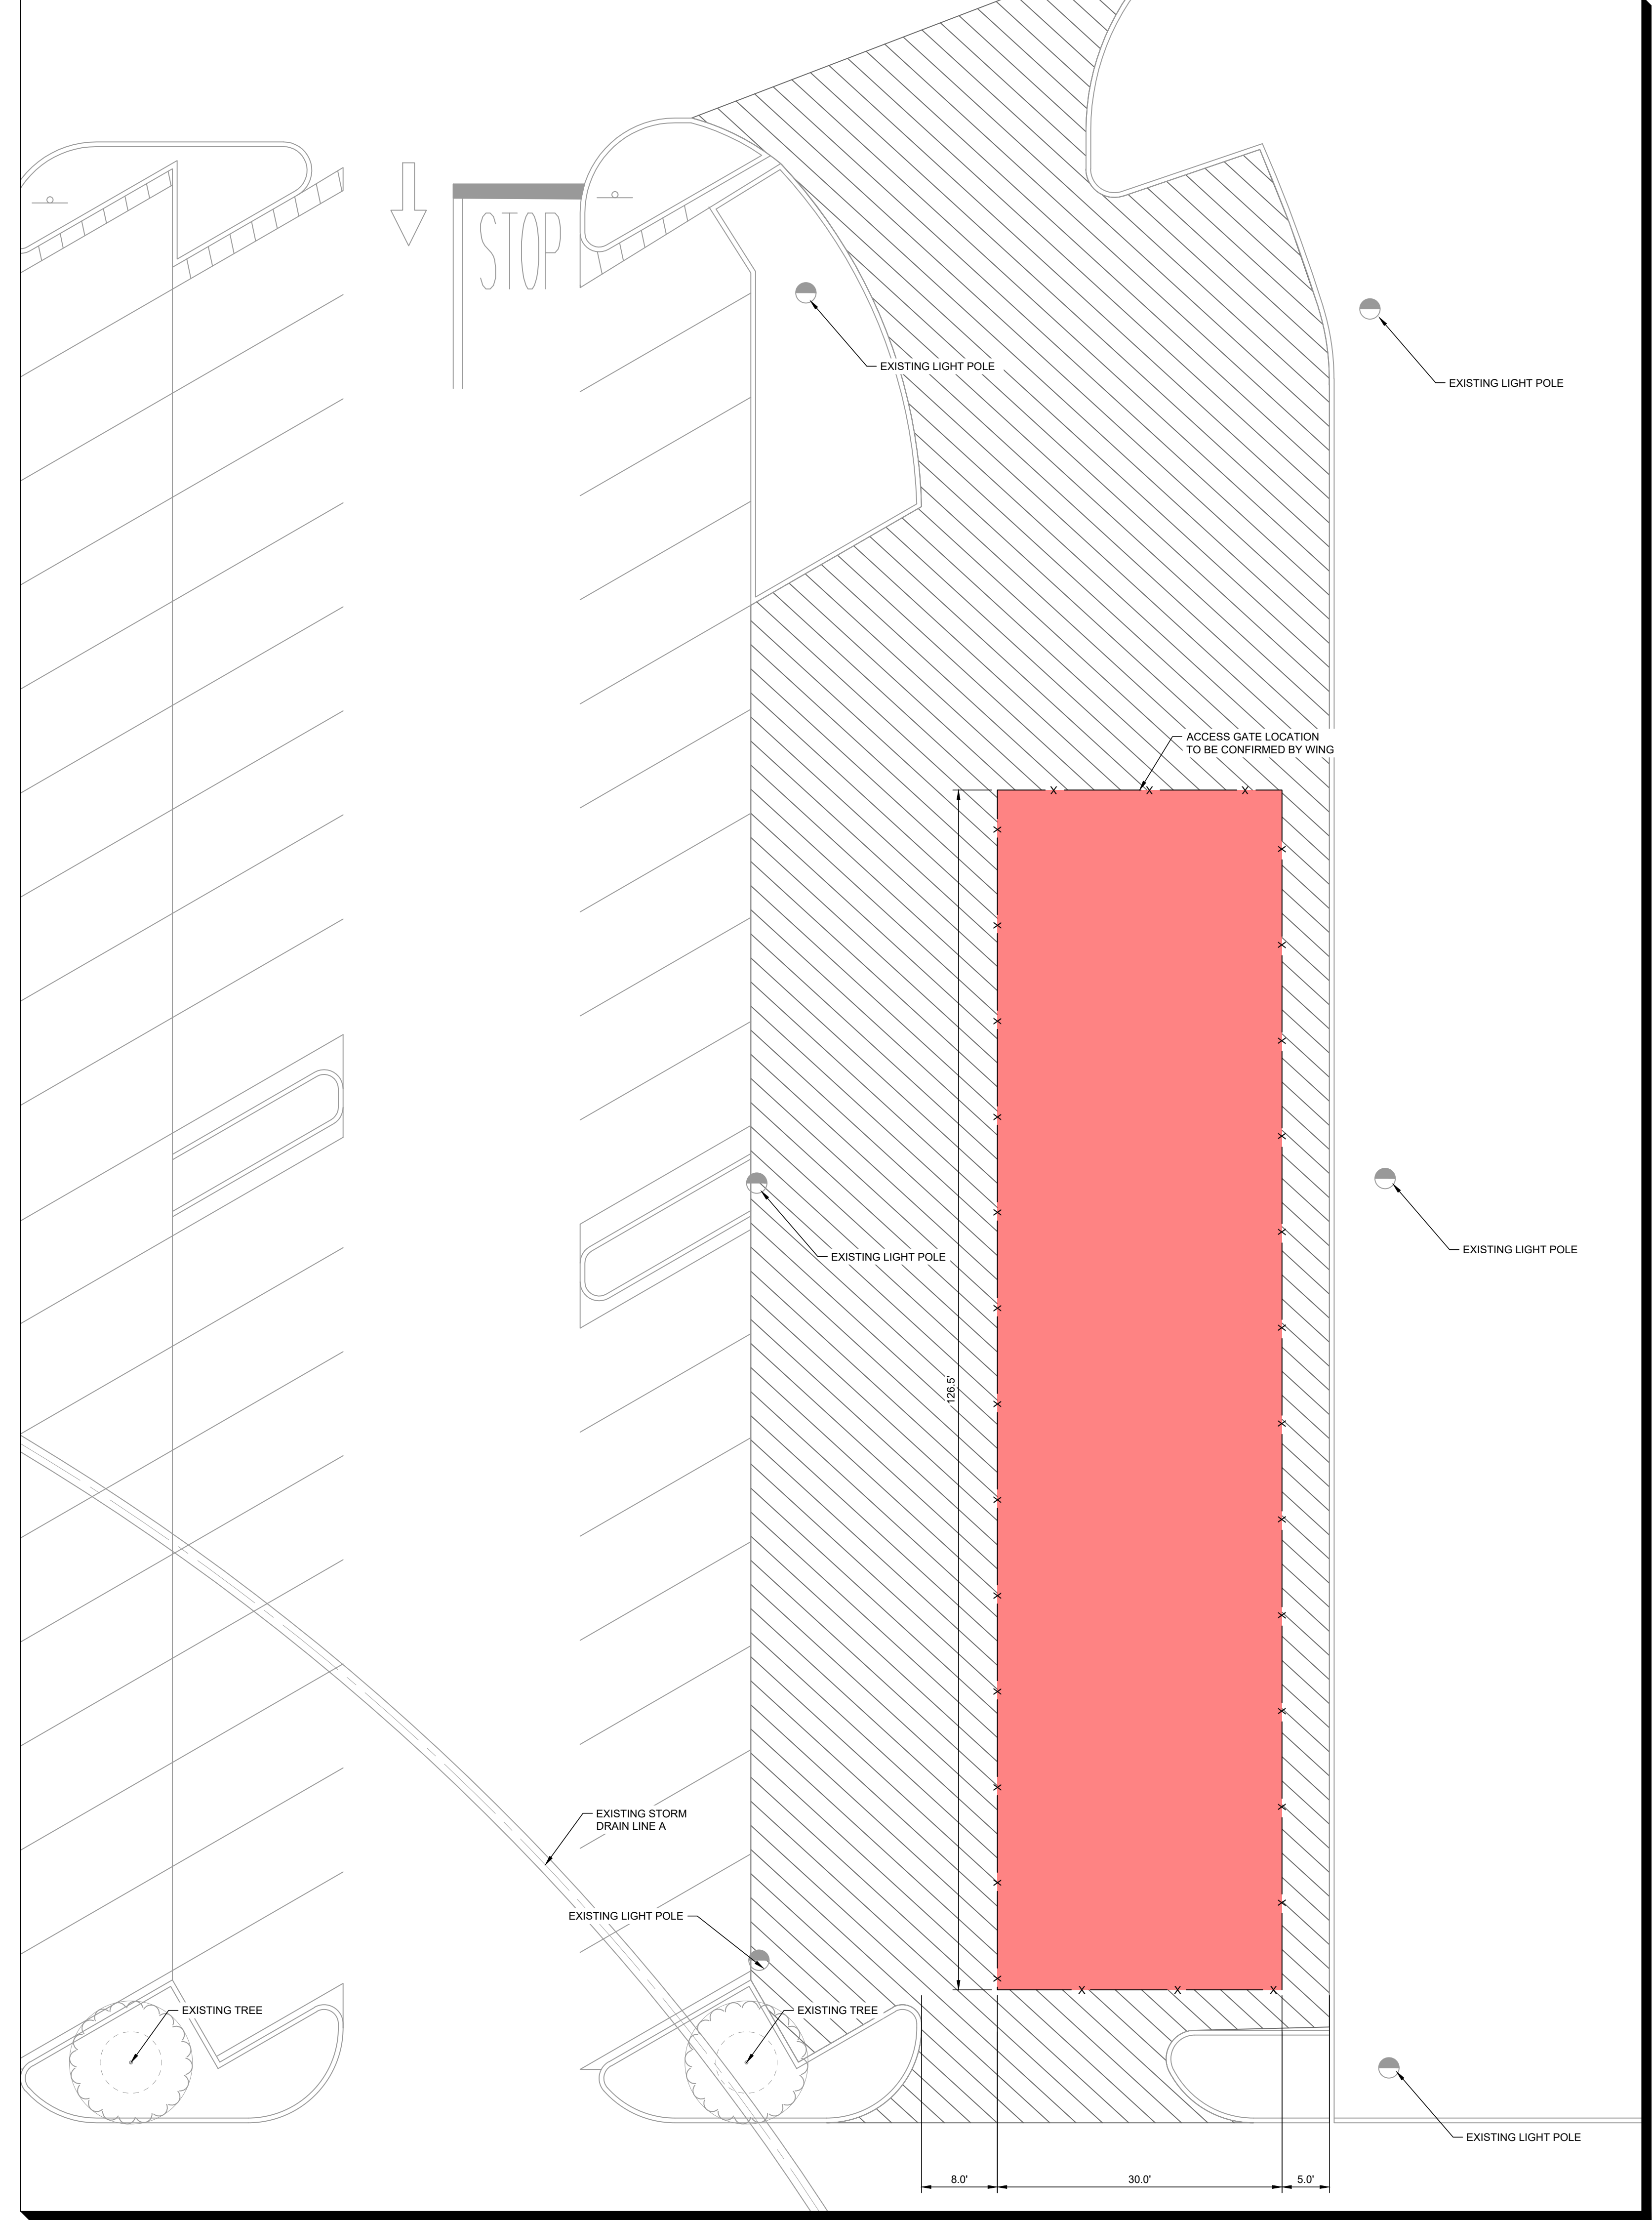 STOP
EXISTING LIGHT POLE
EXISTING LIGHT POLE
ACCESS GATE LOCATION
TO BE CONFIRMED BY WING
EXISTING LIGHT POLE
EXISTING LIGHT POLE
126.5'
EXISTING STORM
DRAIN LINE A
EXISTING LIGHT POLE
EXISTING TREE
EXISTING TREE
EXISTING LIGHT POLE
8.0'
30.0'
5.0'